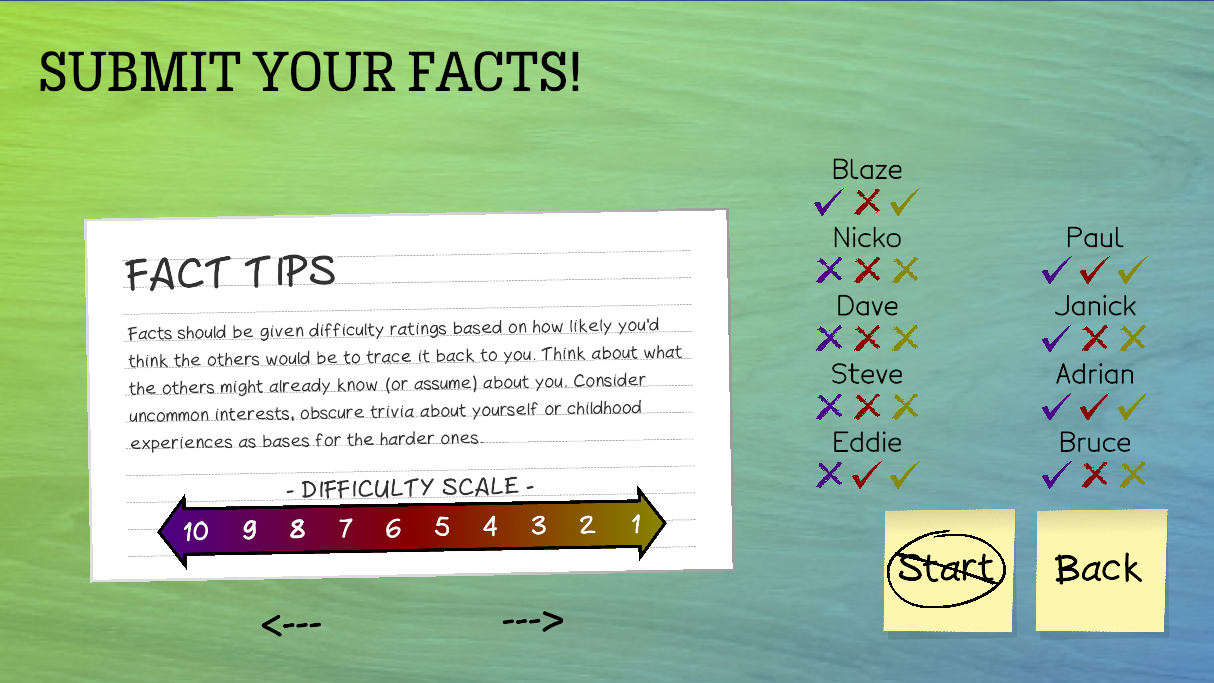 SUBMIT YOUR FACTS!
FACT TIPS
Facts should be given difficulty ratings based on how likely you'd
think the others would be to trace it back to you. Think about what
the others might already know (or assume) about you. Consider
uncommon interests, obscure trivia about yourself or childhood
experiences as bases for the harder ones.
- DIFFICULTY SCALE -
10 9 8 7 6 5 4 3 2 1
<--- --->
Blaze
Nicko
Dave
Steve
Eddie
Paul
Janick
Adrian
Bruce
Start
Back